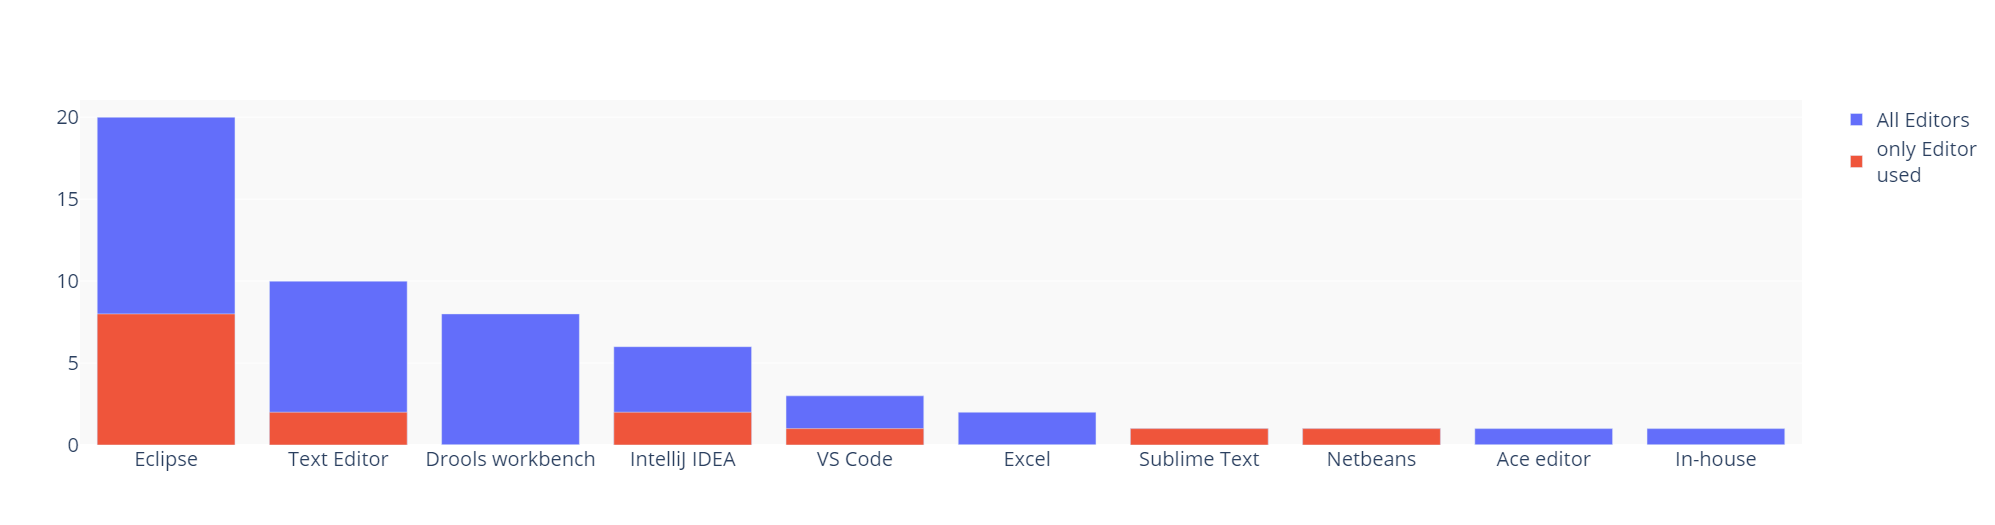 20
15
10
5
0
Eclipse
Text Editor
Drools workbench
IntelliJ IDEA
VS Code
Excel
Sublime Text
Netbeans
Ace editor
In-house
All Editors
only Editor
used